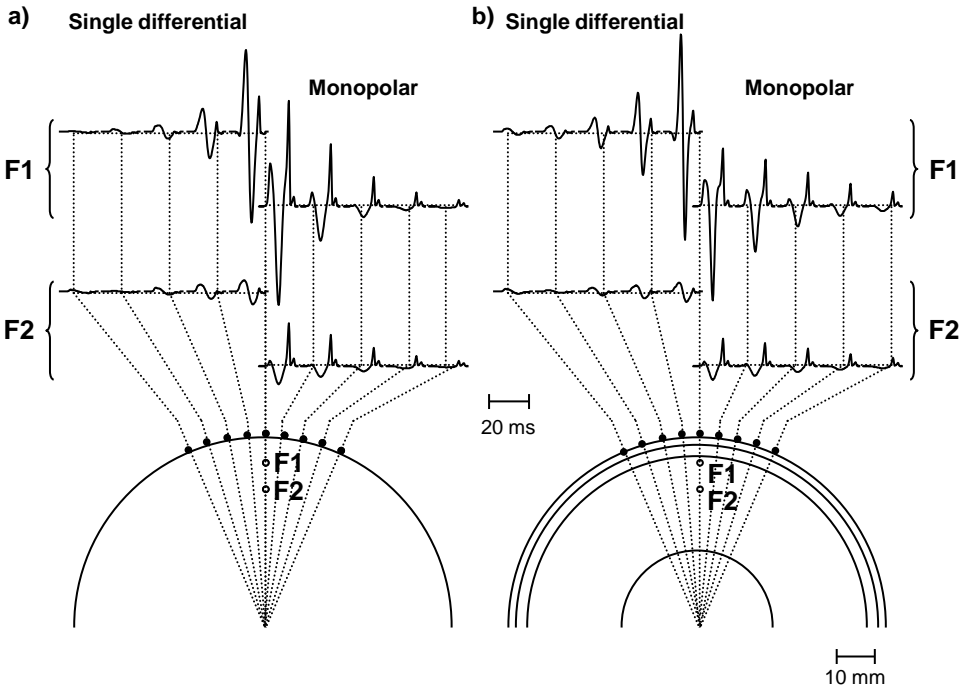 a)
Single differential
Monopolar
F1
F2
F1
F2
b)
Single differential
Monopolar
F1
F2
20 ms
F1
F2
10 mm